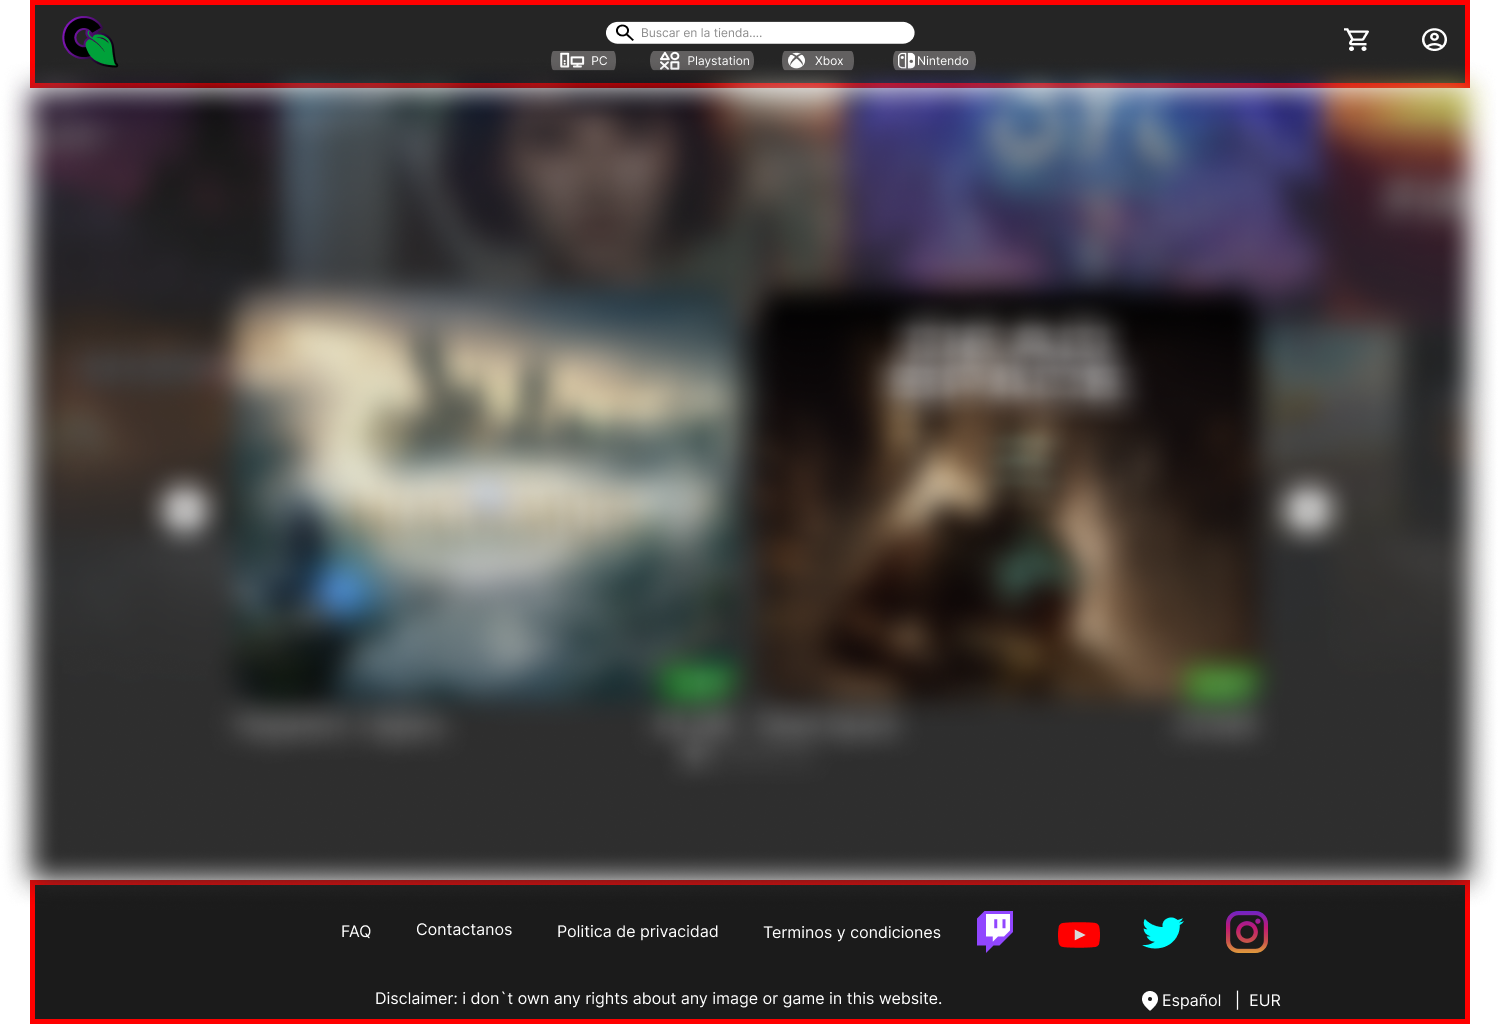 Buscar en la tienda....
PC Playstation Xbox Nintendo
FAQ Contactanos Politica de privacidad Terminos y condiciones
Disclaimer: i don`t own any rights about any image or game in this website.
Español | EUR